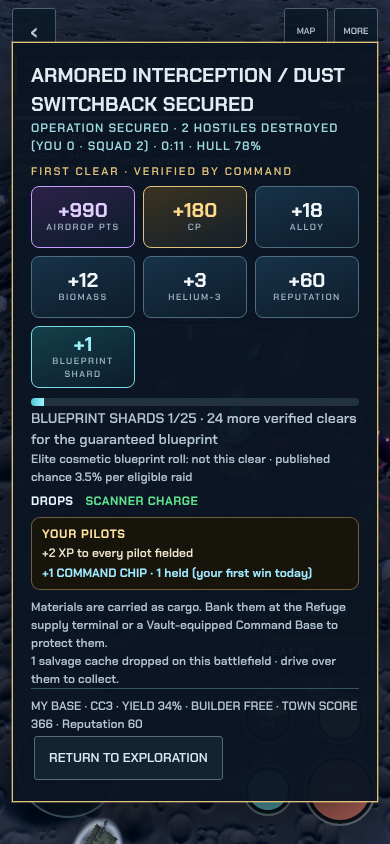 MAP
MORE
ARMORED INTERCEPTION / DUST
SWITCHBACK SECURED
OPERATION SECURED · 2 HOSTILES DESTROYED
(YOU 0 · SQUAD 2) · 0:11 · HULL 78%
FIRST CLEAR · VERIFIED BY COMMAND
+990
AIRDROP PTS
+180
CP
+18
ALLOY
+12
BIOMASS
+3
HELIUM-3
+60
REPUTATION
+1
BLUEPRINT
SHARD
BLUEPRINT SHARDS 1/25 · 24 more verified clears
for the guaranteed blueprint
Elite cosmetic blueprint roll: not this clear · published
chance 3.5% per eligible raid
DROPS SCANNER CHARGE
YOUR PILOTS
+2 XP to every pilot fielded
+1 COMMAND CHIP · 1 held (your first win today)
Materials are carried as cargo. Bank them at the Refuge
supply terminal or a Vault-equipped Command Base to
protect them.
1 salvage cache dropped on this battlefield · drive over
them to collect.
MY BASE · CC3 · YIELD 34% · BUILDER FREE · TOWN SCORE
366 · Reputation 60
RETURN TO EXPLORATION